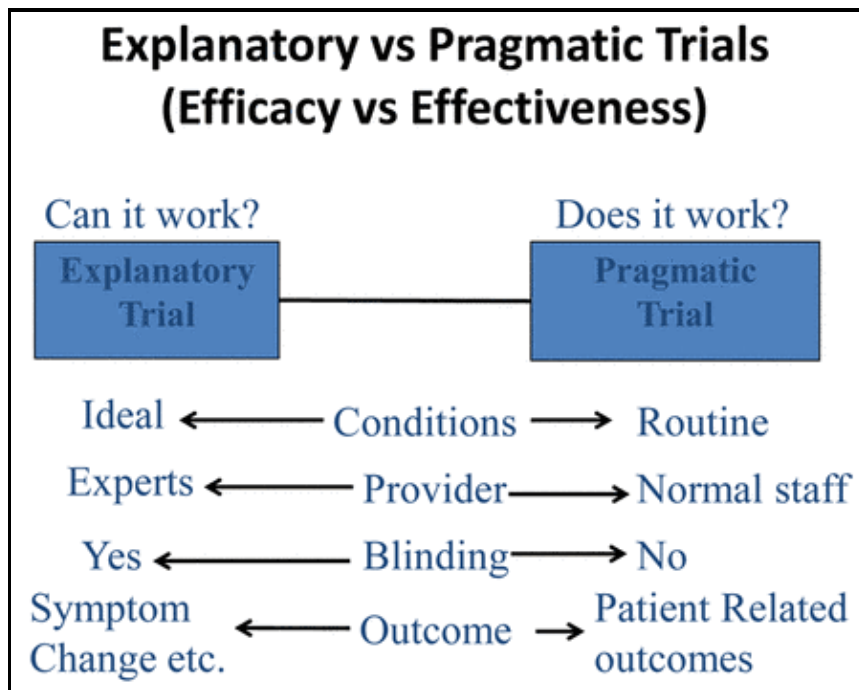 Explanatory vs Pragmatic Trials
(Efficacy vs Effectiveness)
Can it work?
Does it work?
Explanatory
Trial
Pragmatic
Trial
Ideal
Conditions
Routine
Experts
Provider
Normal staff
Yes
Blinding
No
Symptom
Change etc.
Outcome
Patient Related
outcomes